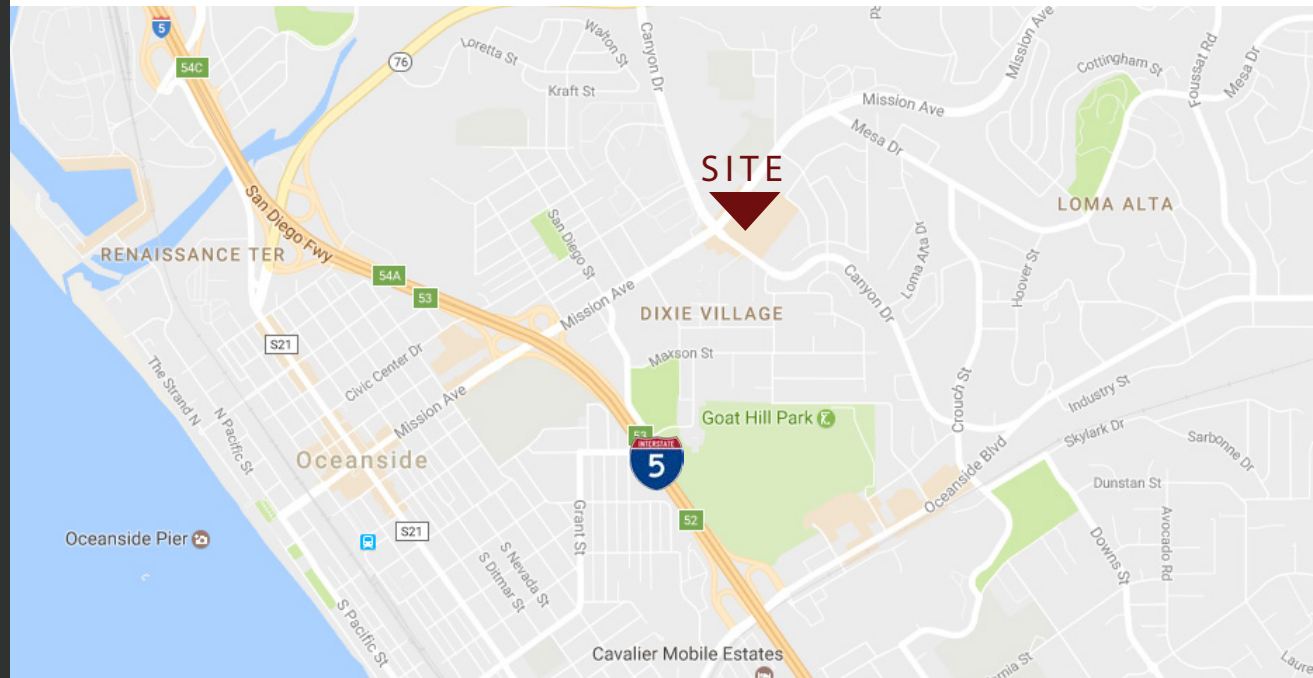 5
54C
76
Loretta St
Walton St
Kraft St
Canyon Dr
Mission Ave
Cottingham St
Foussat Rd
Mesa Dr
Mission Ave
Mesa Dr
SITE
LOMA ALTA
San Diego Fwy
RENAISSANCE TER
San Diego St
54A
53
Mission Ave
DIXIE VILLAGE
Canyon Dr
Loma Alta Dr
Hoover St
S21
Civic Center Dr
Maxson St
The Strand N
N Pacific St
Mission Ave
Goat Hill Park
Crouch St
Industry St
53
INTERSTATE
5
Oceanside
Oceanside Blvd
Skylark Dr
Sarbonne Dr
Dunstan St
52
Grant St
S21
Oceanside Pier
S Nevada St
S Ditmar St
Downs St
Avocado Rd
S Pacific St
Cavalier Mobile Estates